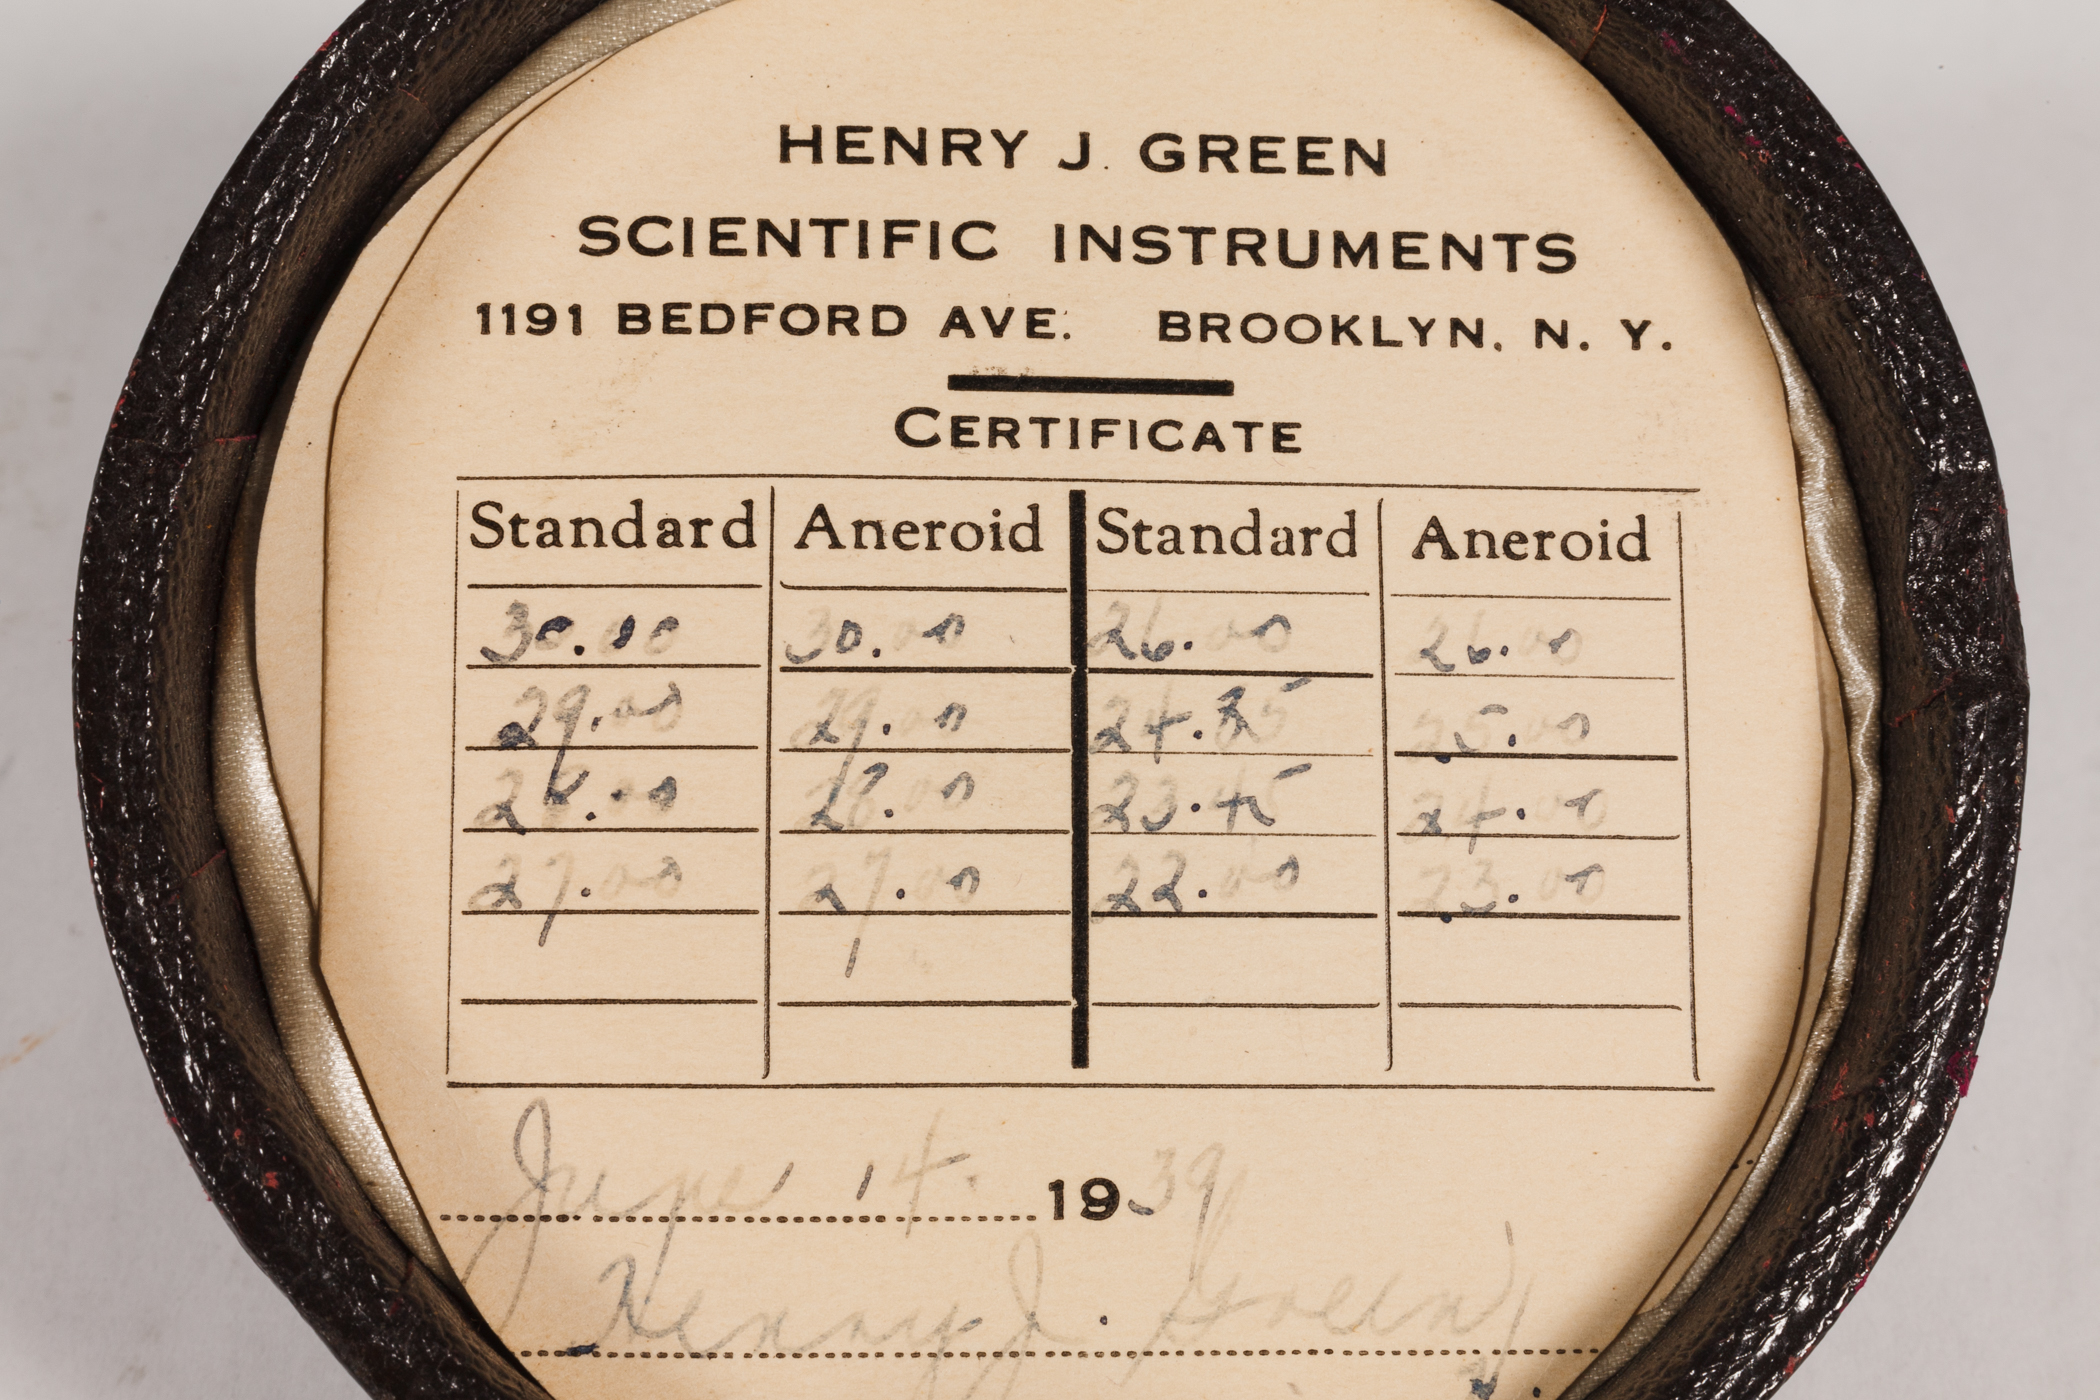 HENRY J. GREEN
SCIENTIFIC INSTRUMENTS
1191 BEDFORD AVE. BROOKLYN, N. Y.
CERTIFICATE
Standard Aneroid Standard Aneroid
30.00 30.00 26.00 26.00
29.00 29.00 24.85 25.00
28.00 28.00 23.45 24.00
27.00 27.00 22.00 23.00
June 14. 1939
Henry J. Green